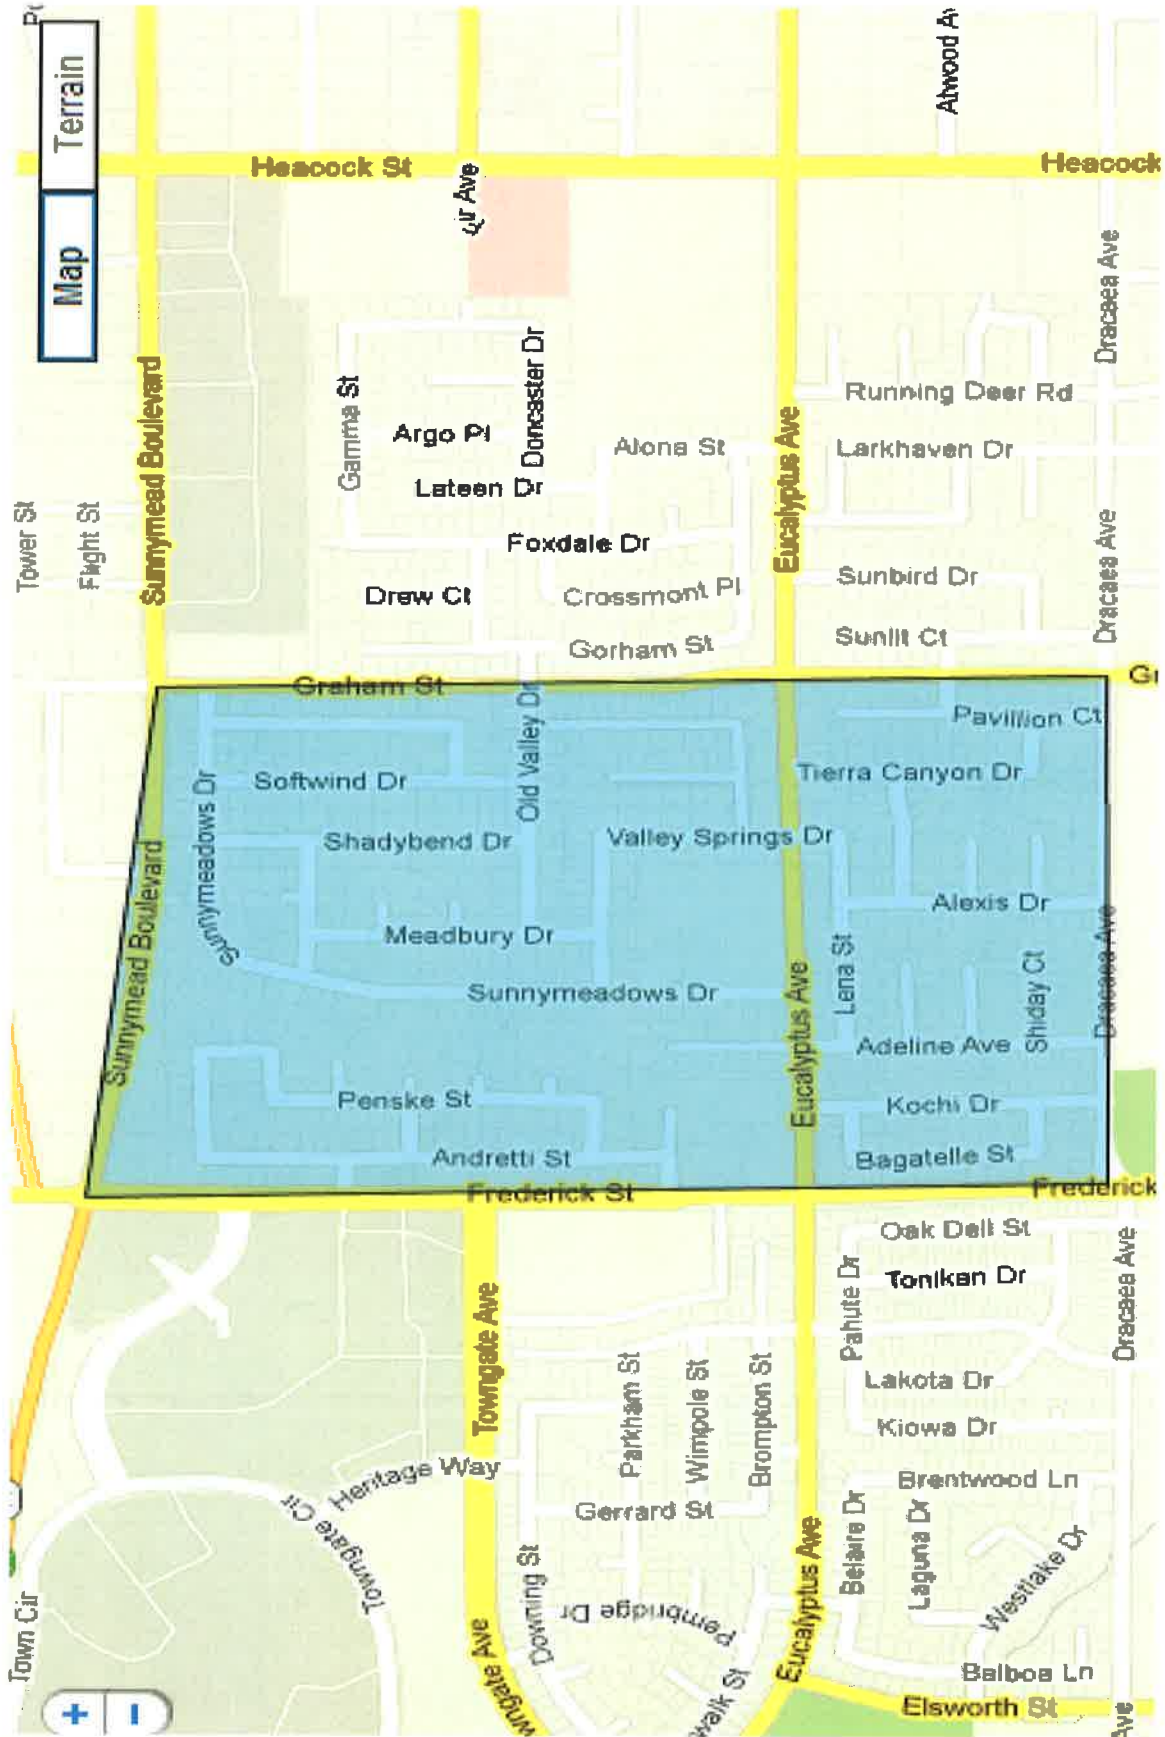 Map
Terrain
Heacock St
Heacock
Atwood
Ave
Sunnymead Boulevard
Tower St
Flight St
Gamma St
Argo Pl
Doncaster Dr
Lateen Dr
Foxdale Dr
Drew Ct
Alona St
Crossmont Pl
Gorham St
Eucalyptus Ave
Running Deer Rd
Larkhaven Dr
Sunbird Dr
Sunlit Ct
Dracaea Ave
Dracaea Ave
Graham St
Old Valley Dr
Pavillion Ct
Softwind Dr
Tierra Canyon Dr
Sunnymeadows Dr
Shadybend Dr
Valley Springs Dr
Alexis Dr
Meadbury Dr
Sunnymeadows Dr
Lena St
Shiday Ct
Dracaea Ave
Sunnymead Boulevard
Eucalyptus Ave
Adeline Ave
Penske St
Kochi Dr
Andretti St
Bagatelle St
Frederick St
Frederick
Oak Dell St
Tonikan Dr
Pahute Dr
Dracaea Ave
Towngate Ave
Lakota Dr
Kiowa Dr
Parkham St
Wimpole St
Brompton St
Heritage Way
Brentwood Ln
Gerrard St
Towngate Cir
Belaire Dr
Laguna Dr
Westlake Dr
Downing St
Pembridge Dr
Eucalyptus Ave
Town Cir
Balboa Ln
Elsworth St
wngate Ave
walk St
Ave
+
−